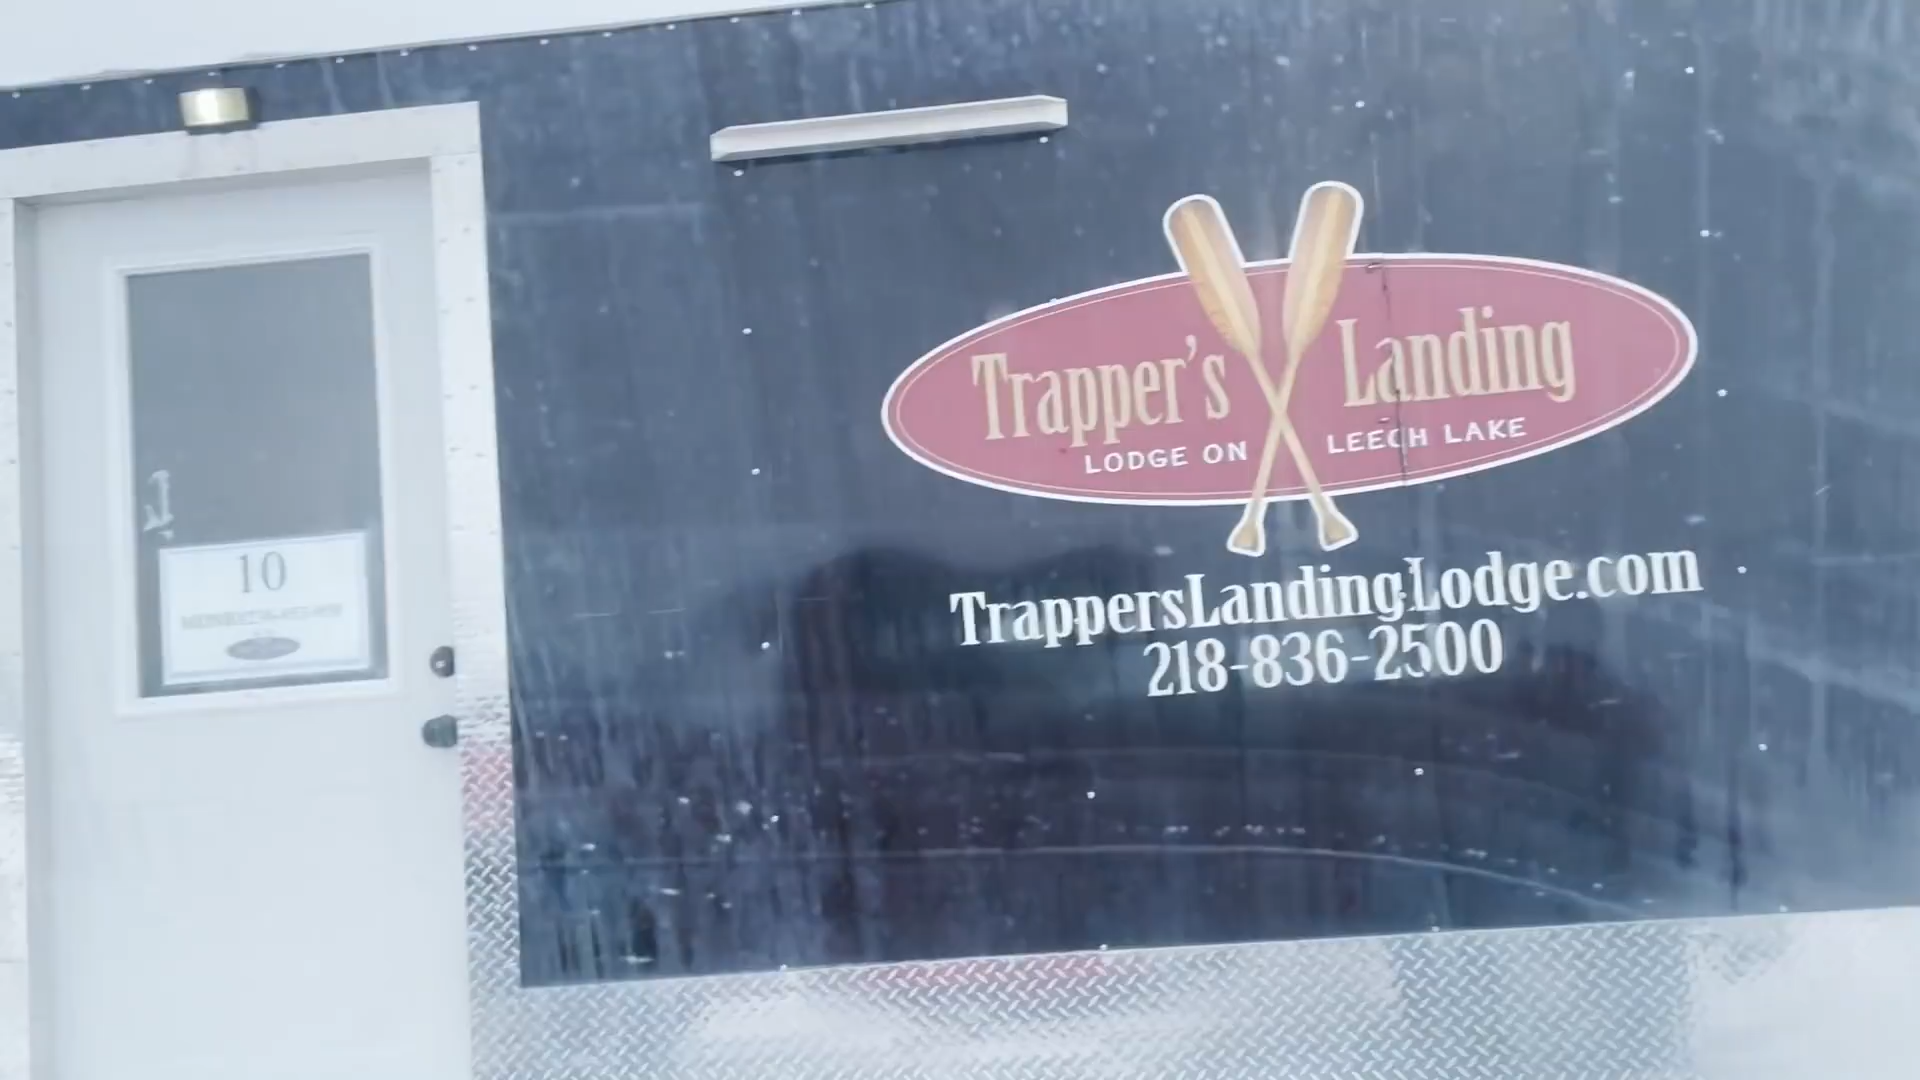 10
Trapper's Landing
LODGE ON LEECH LAKE
TrappersLandingLodge.com
218-836-2500